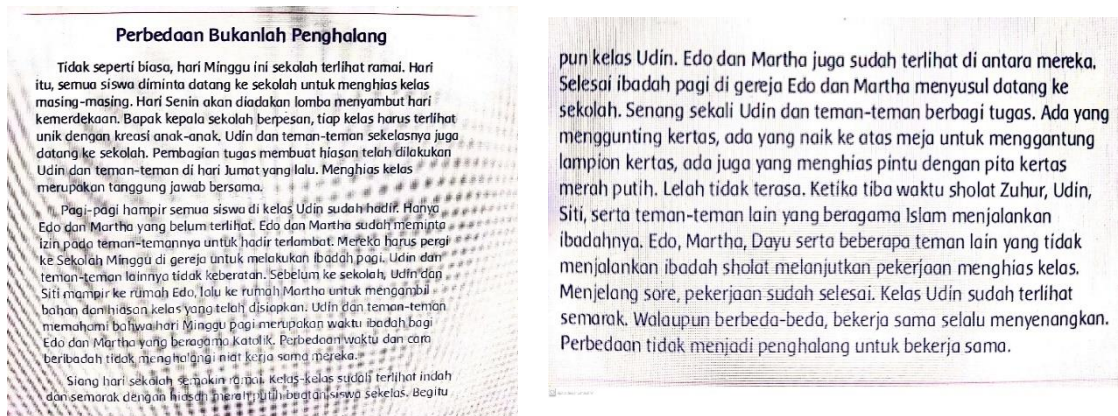 Perbedaan Bukanlah Penghalang
Tidak seperti biasa, hari Minggu ini sekolah terlihat ramai. Hari
itu, semua siswa diminta datang ke sekolah untuk menghias kelas
masing-masing. Hari Senin akan diadakan lomba menyambut hari
kemerdekaan. Bapak kepala sekolah berpesan, tiap kelas harus terlihat
unik dengan kreasi anak-anak. Udin dan teman-teman sekelasnya juga
datang ke sekolah. Pembagian tugas membuat hiasan telah dilakukan
Udin dan teman-teman di hari Jumat yang lalu. Menghias kelas
merupakan tanggung jawab bersama.
Pagi-pagi hampir semua siswa di kelas Udin sudah hadir. Hanya
Edo dan Martha yang belum terlihat. Edo dan Martha sudah meminta
izin pada teman-temannya untuk hadir terlambat. Mereka harus pergi
ke Sekolah Minggu di gereja untuk melakukan ibadah pagi. Udin dan
teman-teman lainnya tidak keberatan. Sebelum ke sekolah, Udin dan
Siti mampir ke rumah Edo, lalu ke rumah Martha untuk mengambil
bahan dan hiasan kelas yang telah disiapkan. Udin dan teman-teman
memahami bahwa hari Minggu pagi merupakan waktu ibadah bagi
Edo dan Martha yang beragama Katolik. Perbedaan waktu dan cara
beribadah tidak menghalangi niat kerja sama mereka.
Siang hari sekolah semakin ramai. Kelas-kelas sudah terlihat indah
dan semarak dengan hiasan merah putih buatan siswa sekelas. Begitu
pun kelas Udin. Edo dan Martha juga sudah terlihat di antara mereka.
Selesai ibadah pagi di gereja Edo dan Martha menyusul datang ke
sekolah. Senang sekali Udin dan teman-teman berbagi tugas. Ada yang
menggunting kertas, ada yang naik ke atas meja untuk menggantung
lampion kertas, ada juga yang menghias pintu dengan pita kertas
merah putih. Lelah tidak terasa. Ketika tiba waktu sholat Zuhur, Udin,
Siti, serta teman-teman lain yang beragama Islam menjalankan
ibadahnya. Edo, Martha, Dayu serta beberapa teman lain yang tidak
menjalankan ibadah sholat melanjutkan pekerjaan menghias kelas.
Menjelang sore, pekerjaan sudah selesai. Kelas Udin sudah terlihat
semarak. Walaupun berbeda-beda, bekerja sama selalu menyenangkan.
Perbedaan tidak menjadi penghalang untuk bekerja sama.